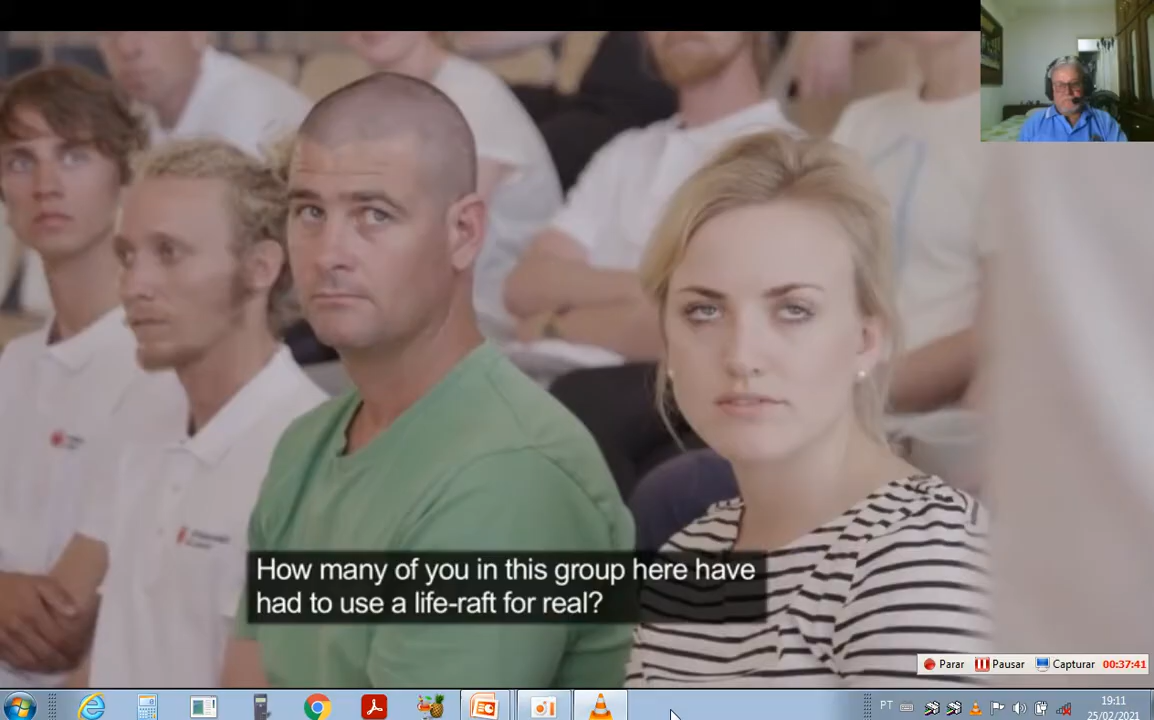 How many of you in this group here have
had to use a life-raft for real?
Parar Pausar Capturar 00:37:41
PT
19:11
25/02/2021